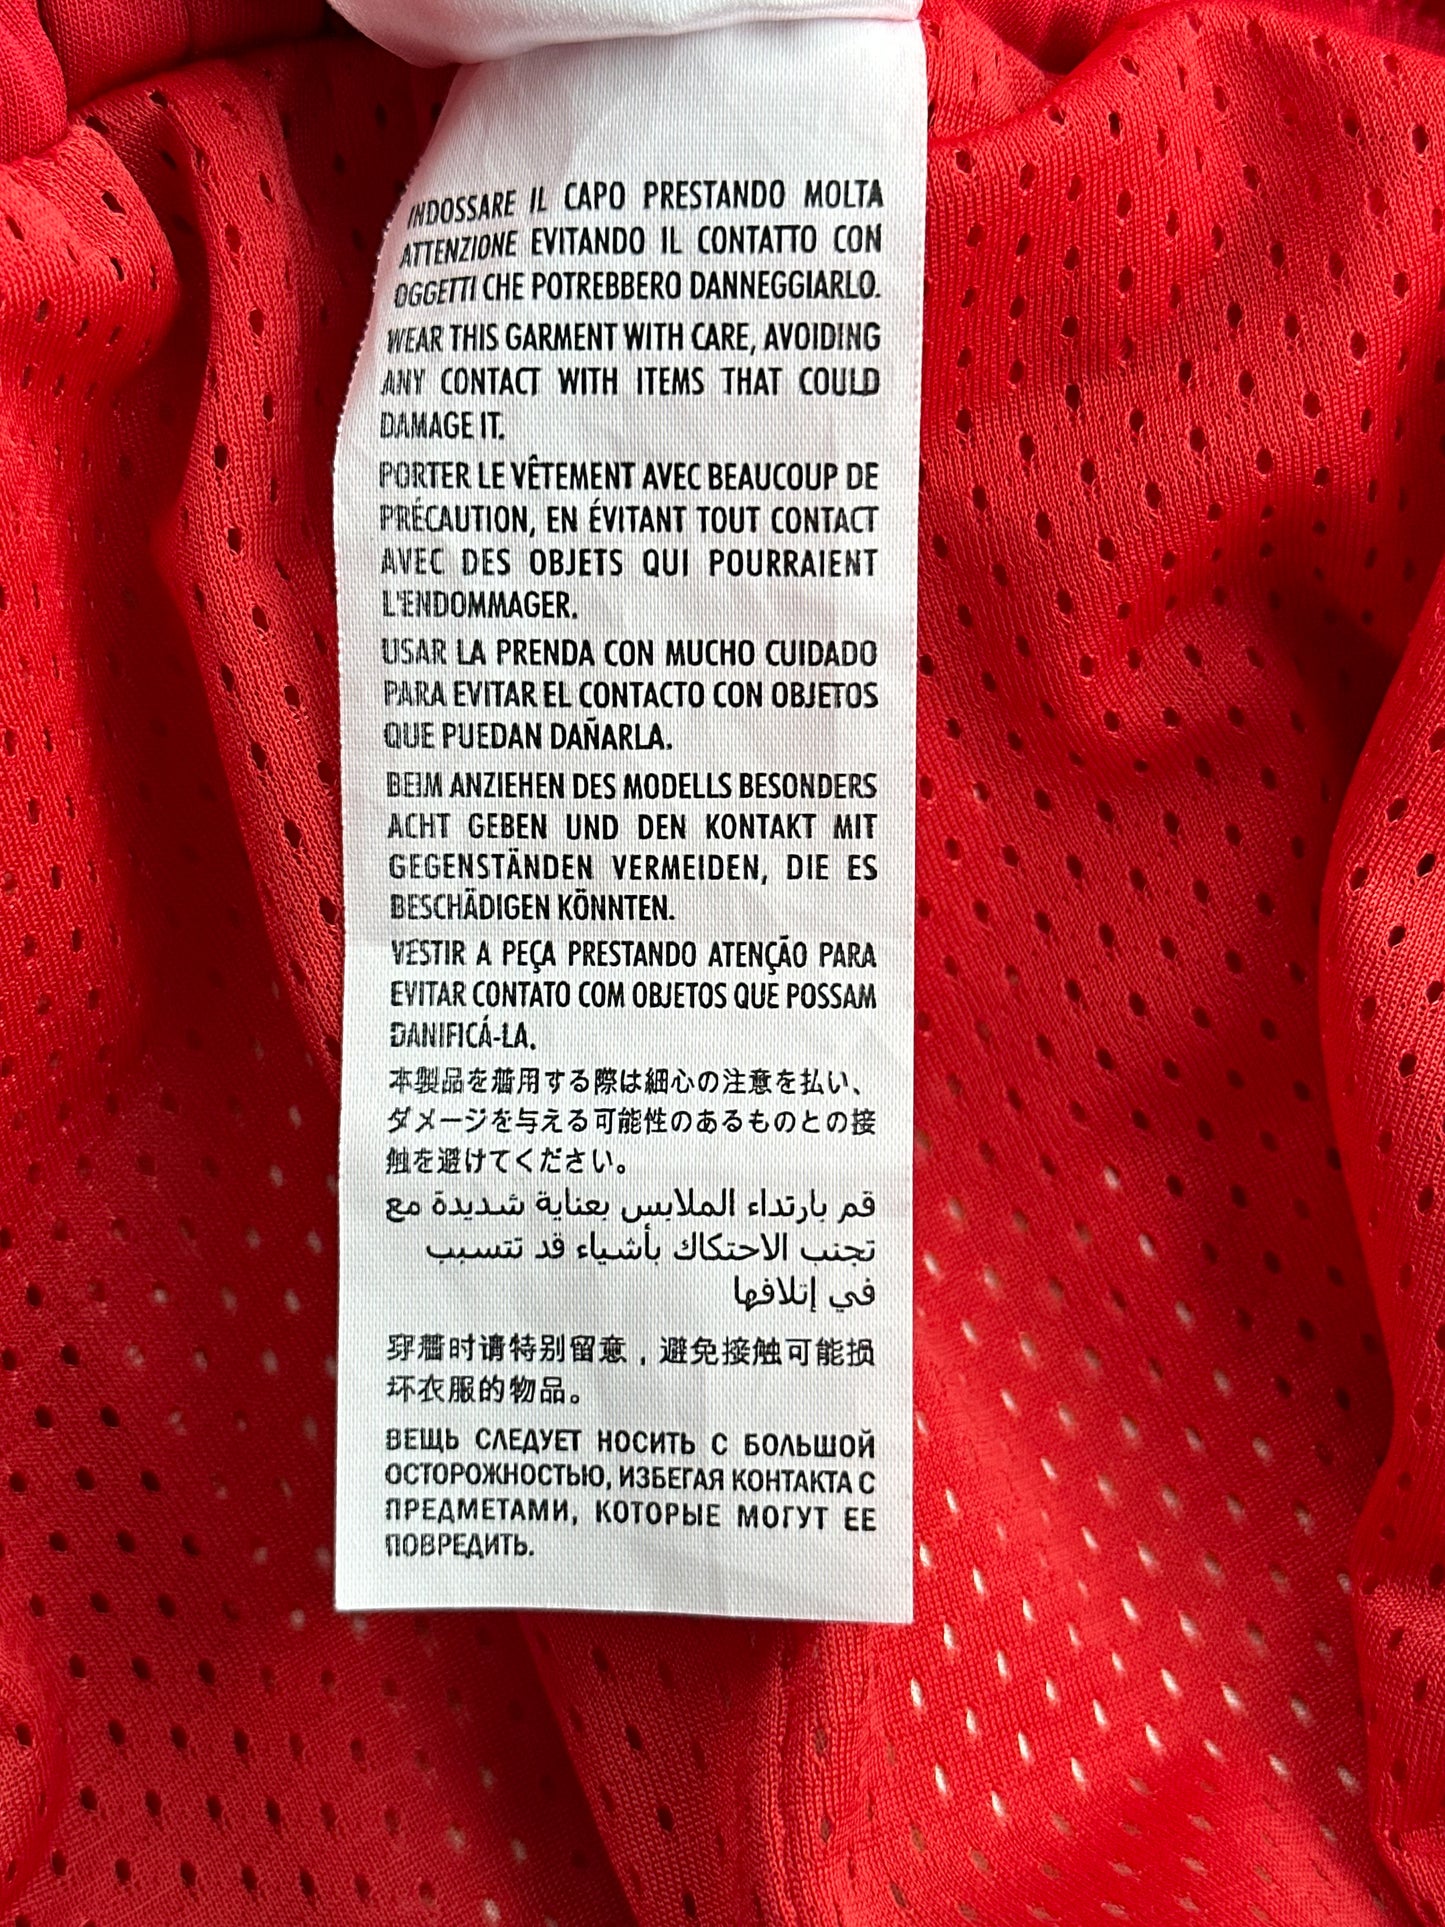 INDOSSARE IL CAPO PRESTANDO MOLTA
ATTENZIONE EVITANDO IL CONTATTO CON
OGGETTI CHE POTREBBERO DANNEGGIARLO.
WEAR THIS GARMENT WITH CARE, AVOIDING
ANY CONTACT WITH ITEMS THAT COULD
DAMAGE IT.
PORTER LE VÊTEMENT AVEC BEAUCOUP DE
PRÉCAUTION, EN ÉVITANT TOUT CONTACT
AVEC DES OBJETS QUI POURRAIENT
L'ENDOMMAGER.
USAR LA PRENDA CON MUCHO CUIDADO
PARA EVITAR EL CONTACTO CON OBJETOS
QUE PUEDAN DAÑARLA.
BEIM ANZIEHEN DES MODELLS BESONDERS
ACHT GEBEN UND DEN KONTAKT MIT
GEGENSTÄNDEN VERMEIDEN, DIE ES
BESCHÄDIGEN KÖNNTEN.
VESTIR A PEÇA PRESTANDO ATENÇÃO PARA
EVITAR CONTATO COM OBJETOS QUE POSSAM
DANIFICÁ-LA.
本製品を着用する際は細心の注意を払い、
ダメージを与える可能性のあるものとの接
触を避けてください。
قم بارتداء الملابس بعناية شديدة مع
تجنب الاحتكاك بأشياء قد تتسبب
في إتلافها
穿着时请特别留意，避免接触可能损
坏衣服的物品。
ВЕЩЬ СЛЕДУЕТ НОСИТЬ С БОЛЬШОЙ
ОСТОРОЖНОСТЬЮ, ИЗБЕГАЯ КОНТАКТА С
ПРЕДМЕТАМИ, КОТОРЫЕ МОГУТ ЕЕ
ПОВРЕДИТЬ.